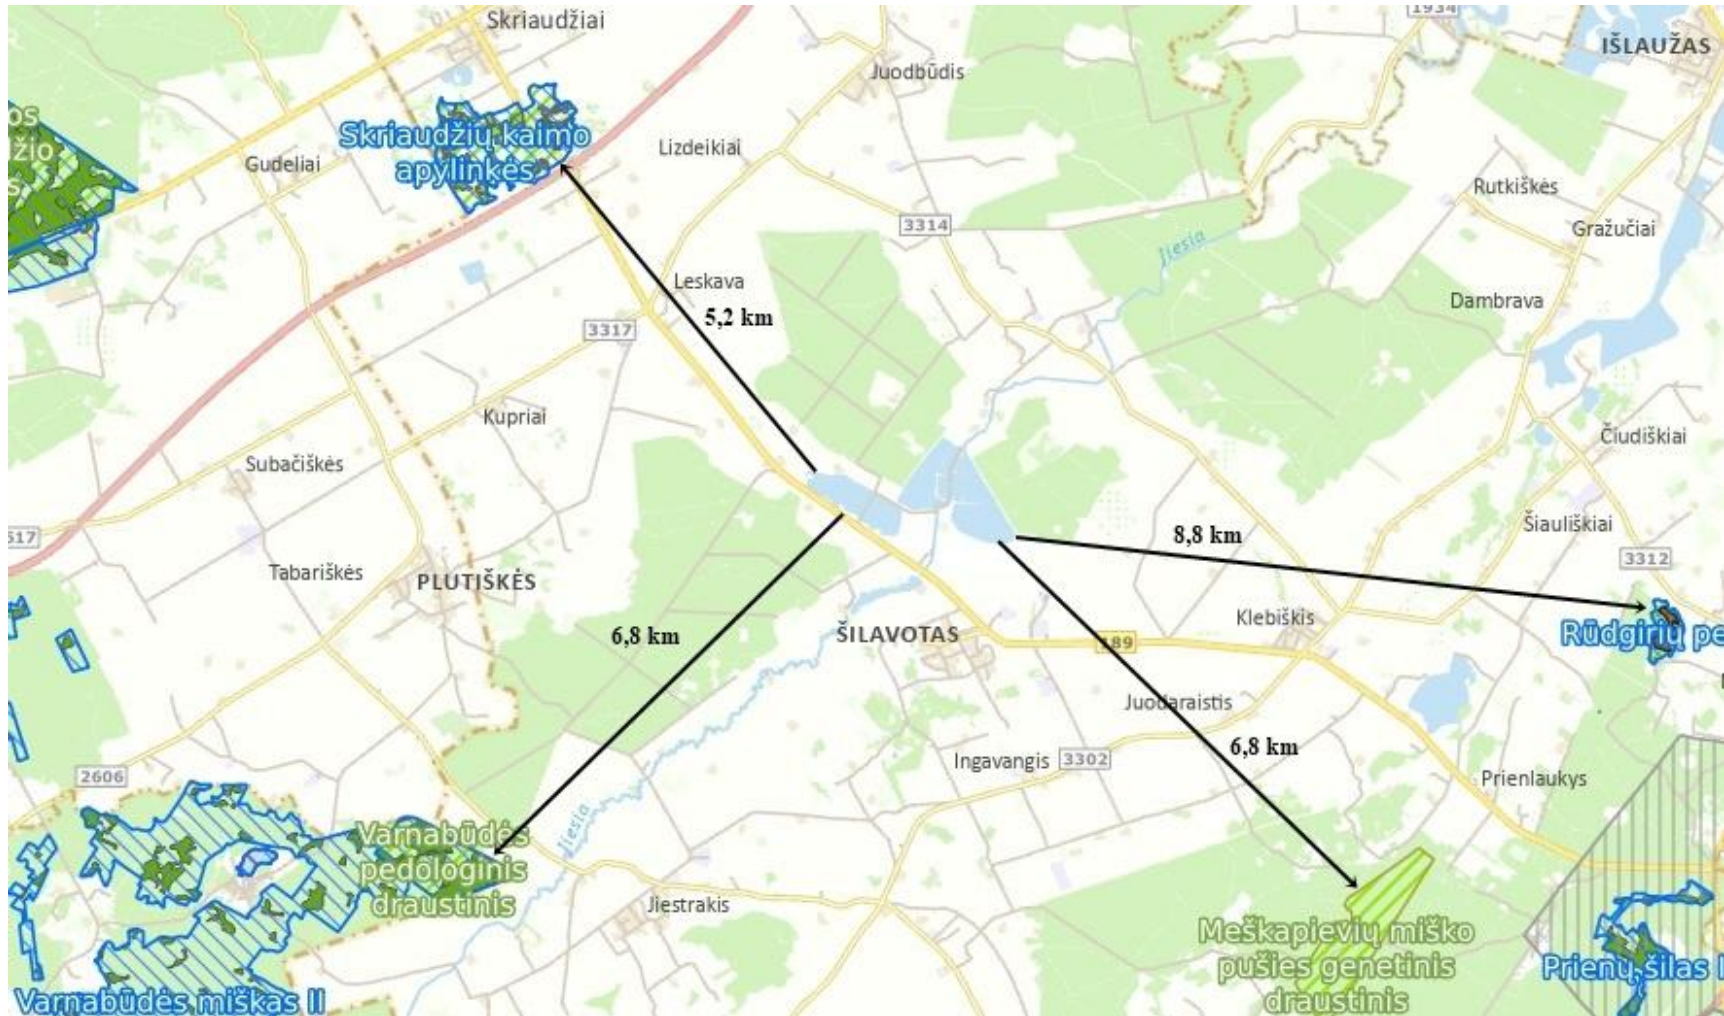 Skriaudžiai
1934
IŠLAUŽAS
Juodbūdis
os
žio
s
Skriaudžių kaimo
apylinkės
Gudeliai
Lizdeikiai
Rutkiškės
3314
Gražučiai
Jiesia
Leskava
Dambrava
5,2 km
3317
Kupriai
Čiudiškiai
Subačiškės
Šiauliškiai
517
8,8 km
3312
Tabariškės
PLUTIŠKĖS
Klebiškis
6,8 km
ŠILAVOTAS
189
Rūdgirių pe
Juodaraistis
6,8 km
Ingavangis
3302
2606
Prienlaukys
Jiesia
Varnabūdės
pedologinis
draustinis
Jiestrakis
Meškapievių miško
pušies genetinis
draustinis
Prienų šilas I
Varnabūdės miškas II